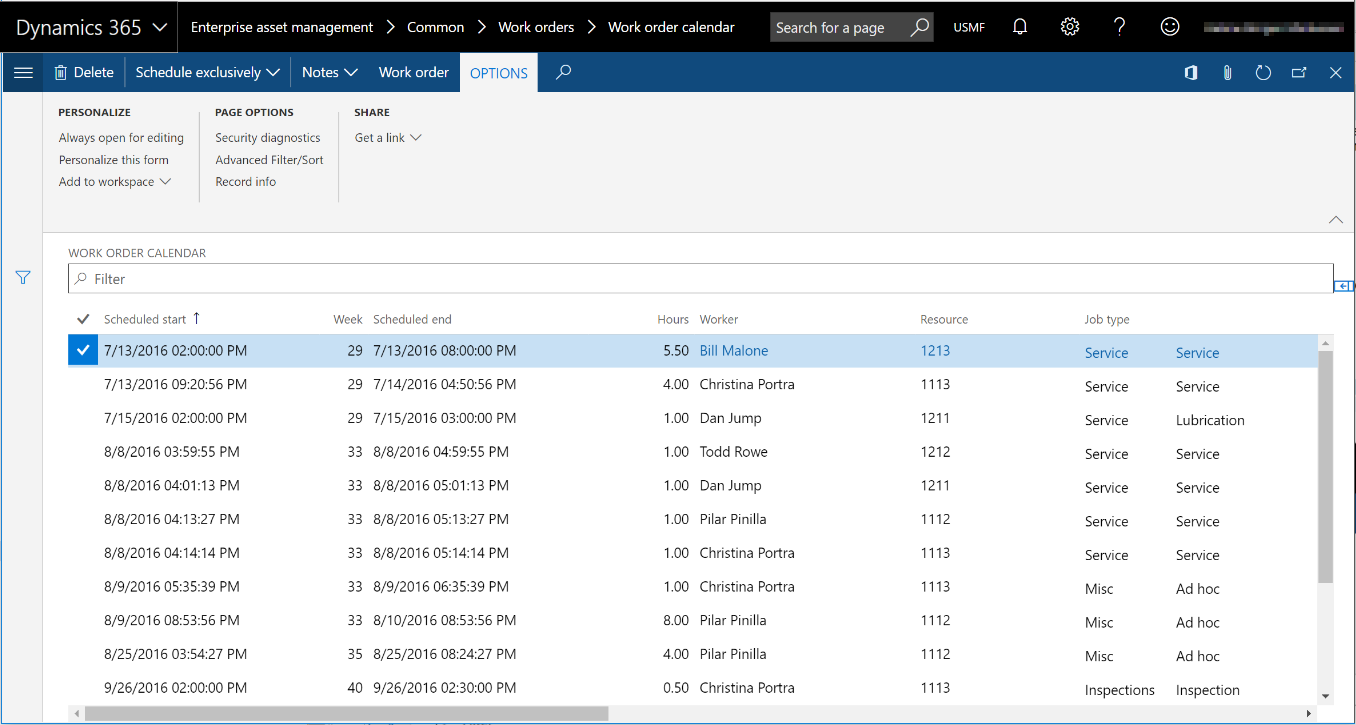 Dynamics 365 Enterprise asset management > Common > Work orders > Work order calendar Search for a page USMF
Delete Schedule exclusively Notes Work order OPTIONS
PERSONALIZE PAGE OPTIONS SHARE
Always open for editing Security diagnostics Get a link
Personalize this form Advanced Filter/Sort
Add to workspace Record info
WORK ORDER CALENDAR
Filter
Scheduled start ↑ Week Scheduled end Hours Worker Resource Job type
7/13/2016 02:00:00 PM 29 7/13/2016 08:00:00 PM 5.50 Bill Malone 1213 Service Service
7/13/2016 09:20:56 PM 29 7/14/2016 04:50:56 PM 4.00 Christina Portra 1113 Service Service
7/15/2016 02:00:00 PM 29 7/15/2016 03:00:00 PM 1.00 Dan Jump 1211 Service Lubrication
8/8/2016 03:59:55 PM 33 8/8/2016 04:59:55 PM 1.00 Todd Rowe 1212 Service Service
8/8/2016 04:01:13 PM 33 8/8/2016 05:01:13 PM 1.00 Dan Jump 1211 Service Service
8/8/2016 04:13:27 PM 33 8/8/2016 05:13:27 PM 1.00 Pilar Pinilla 1112 Service Service
8/8/2016 04:14:14 PM 33 8/8/2016 05:14:14 PM 1.00 Christina Portra 1113 Service Service
8/9/2016 05:35:39 PM 33 8/9/2016 06:35:39 PM 1.00 Christina Portra 1113 Misc Ad hoc
8/9/2016 08:53:56 PM 33 8/10/2016 08:53:56 PM 8.00 Pilar Pinilla 1112 Misc Ad hoc
8/25/2016 03:54:27 PM 35 8/25/2016 08:24:27 PM 4.00 Pilar Pinilla 1112 Misc Ad hoc
9/26/2016 02:00:00 PM 40 9/26/2016 02:30:00 PM 0.50 Christina Portra 1113 Inspections Inspection